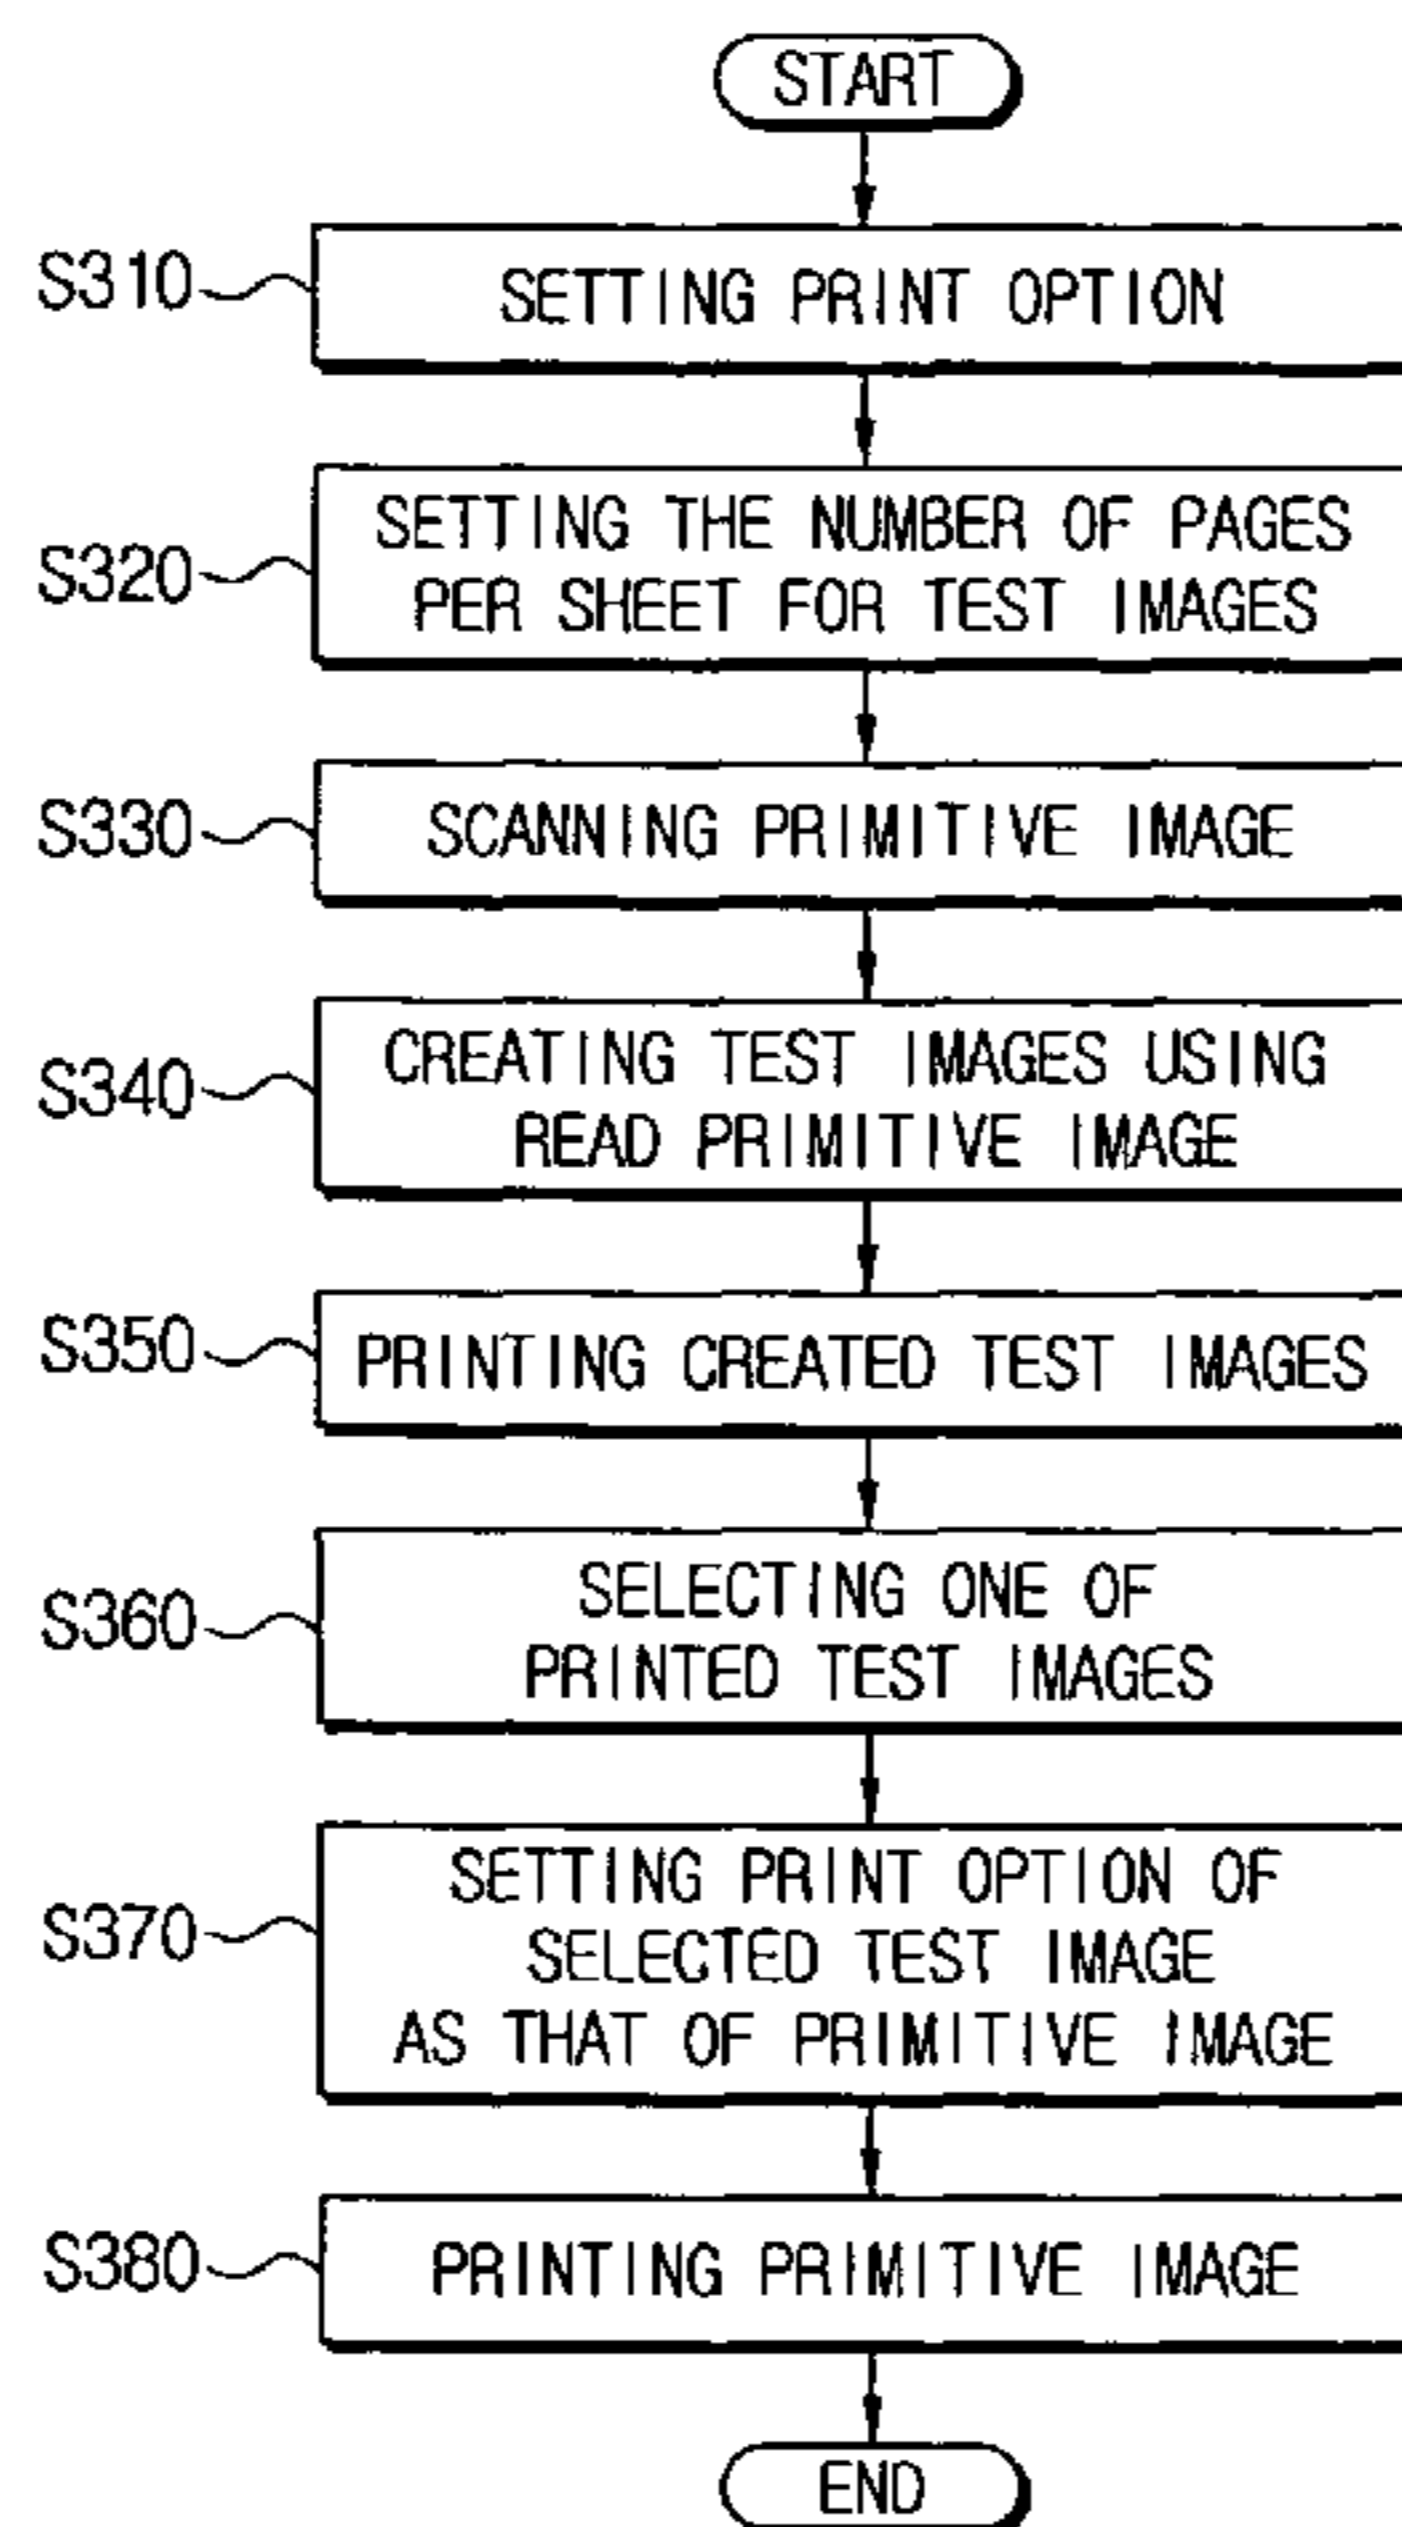 START
S310
SETTING PRINT OPTION
S320
SETTING THE NUMBER OF PAGES
PER SHEET FOR TEST IMAGES
S330
SCANNING PRIMITIVE IMAGE
S340
CREATING TEST IMAGES USING
READ PRIMITIVE IMAGE
S350
PRINTING CREATED TEST IMAGES
S360
SELECTING ONE OF
PRINTED TEST IMAGES
S370
SETTING PRINT OPTION OF
SELECTED TEST IMAGE
AS THAT OF PRIMITIVE IMAGE
S380
PRINTING PRIMITIVE IMAGE
END